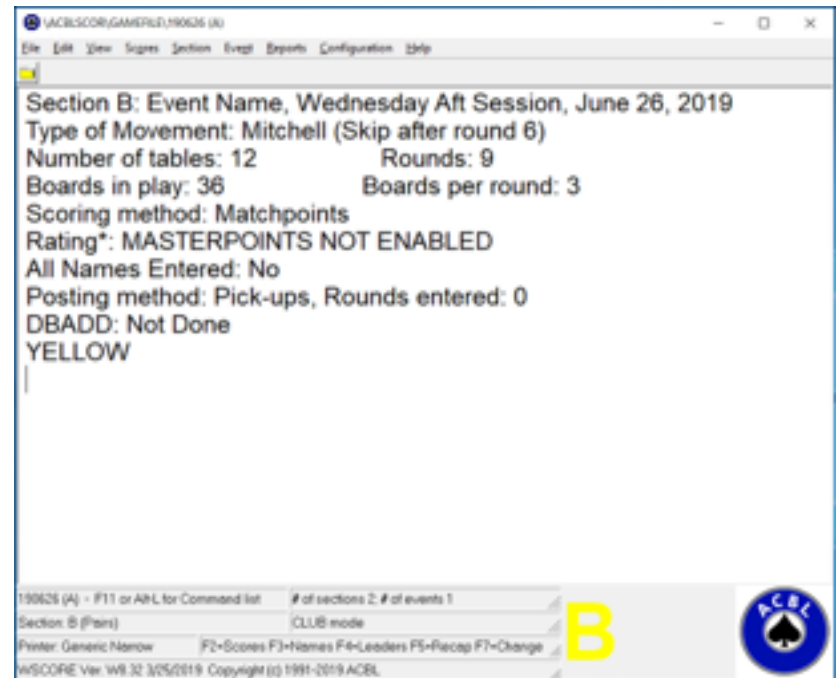 \ACBLSCOR\GAMEFILE\190626 (A)
File Edit View Scores Section Event Reports Configuration Help
Section B: Event Name, Wednesday Aft Session, June 26, 2019
Type of Movement: Mitchell (Skip after round 6)
Number of tables: 12 Rounds: 9
Boards in play: 36 Boards per round: 3
Scoring method: Matchpoints
Rating*: MASTERPOINTS NOT ENABLED
All Names Entered: No
Posting method: Pick-ups, Rounds entered: 0
DBADD: Not Done
YELLOW
190626 (A) - F11 or Alt-L for Command list # of sections 2; # of events 1
Section: B (Pairs) CLUB mode
Printer: Generic Narrow F2=Scores F3=Names F4=Leaders F5=Recap F7=Change
WSCORE Ver: W8.32 3/25/2019 Copyright (c) 1991-2019 ACBL
B
ACBL